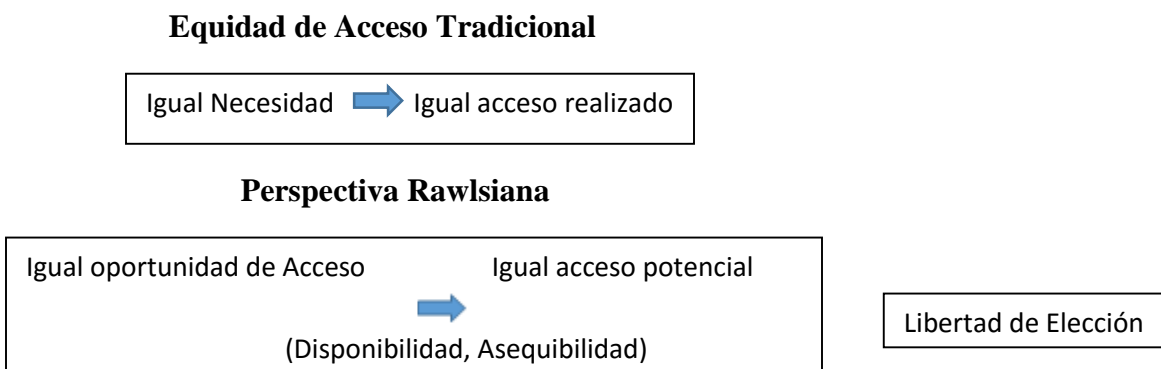 Equidad de Acceso Tradicional
Igual Necesidad Igual acceso realizado
Perspectiva Rawlsiana
Igual oportunidad de Acceso Igual acceso potencial
(Disponibilidad, Asequibilidad)
Libertad de Elección